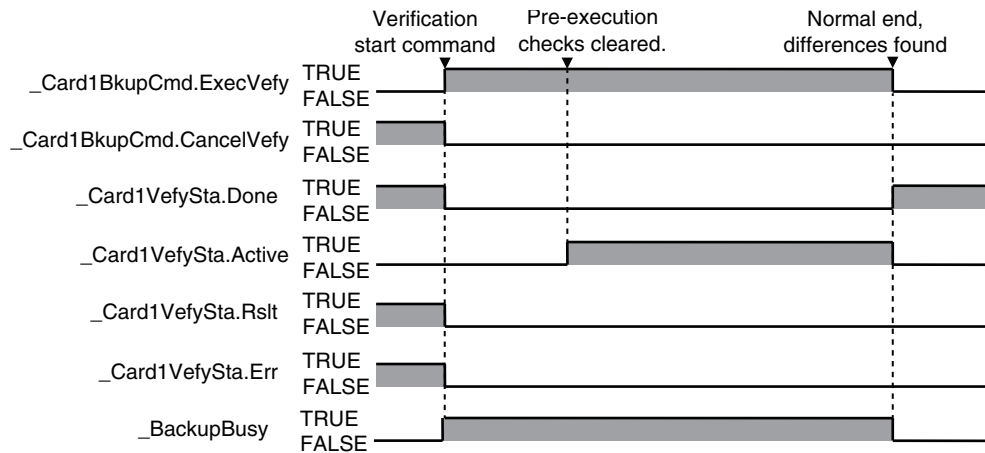 Verification
start command
Pre-execution
checks cleared.
Normal end,
differences found
_Card1BkupCmd.ExecVefy
TRUE
FALSE
_Card1BkupCmd.CancelVefy
TRUE
FALSE
_Card1VefySta.Done
TRUE
FALSE
_Card1VefySta.Active
TRUE
FALSE
_Card1VefySta.Rslt
TRUE
FALSE
_Card1VefySta.Err
TRUE
FALSE
_BackupBusy
TRUE
FALSE